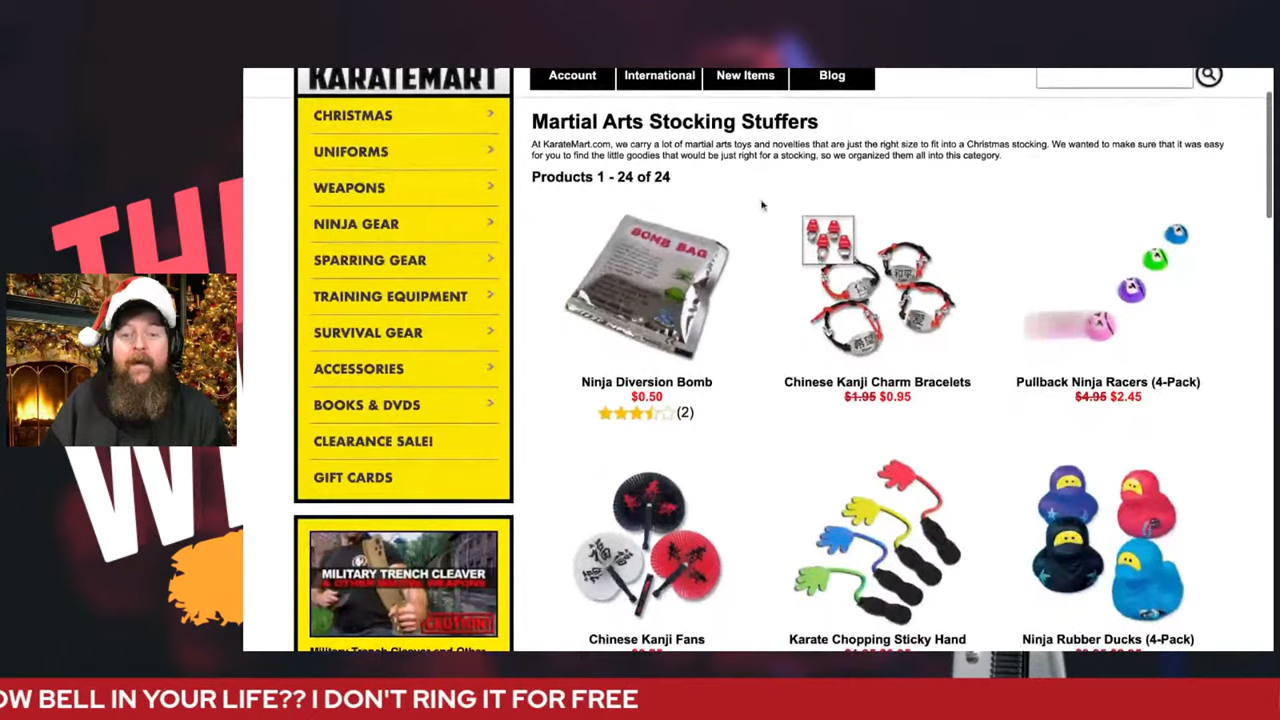 KARATEMART
Account
International
New Items
Blog
CHRISTMAS
UNIFORMS
WEAPONS
NINJA GEAR
SPARRING GEAR
TRAINING EQUIPMENT
SURVIVAL GEAR
ACCESSORIES
BOOKS & DVDS
CLEARANCE SALE!
GIFT CARDS
MILITARY TRENCH CLEAVER
Military Trench Cleaver and Other
Martial Arts Stocking Stuffers
At KarateMart.com, we carry a lot of martial arts toys and novelties that are just the right size to fit into a Christmas stocking. We wanted to make sure that it was easy
for you to find the little goodies that would be just right for a stocking, so we organized them all into this category.
Products 1 - 24 of 24
BOMB BAG
Ninja Diversion Bomb
$0.50
(2)
Chinese Kanji Charm Bracelets
$1.95 $0.95
Pullback Ninja Racers (4-Pack)
$4.95 $2.45
Chinese Kanji Fans
Karate Chopping Sticky Hand
Ninja Rubber Ducks (4-Pack)
OW BELL IN YOUR LIFE?? I DON'T RING IT FOR FREE